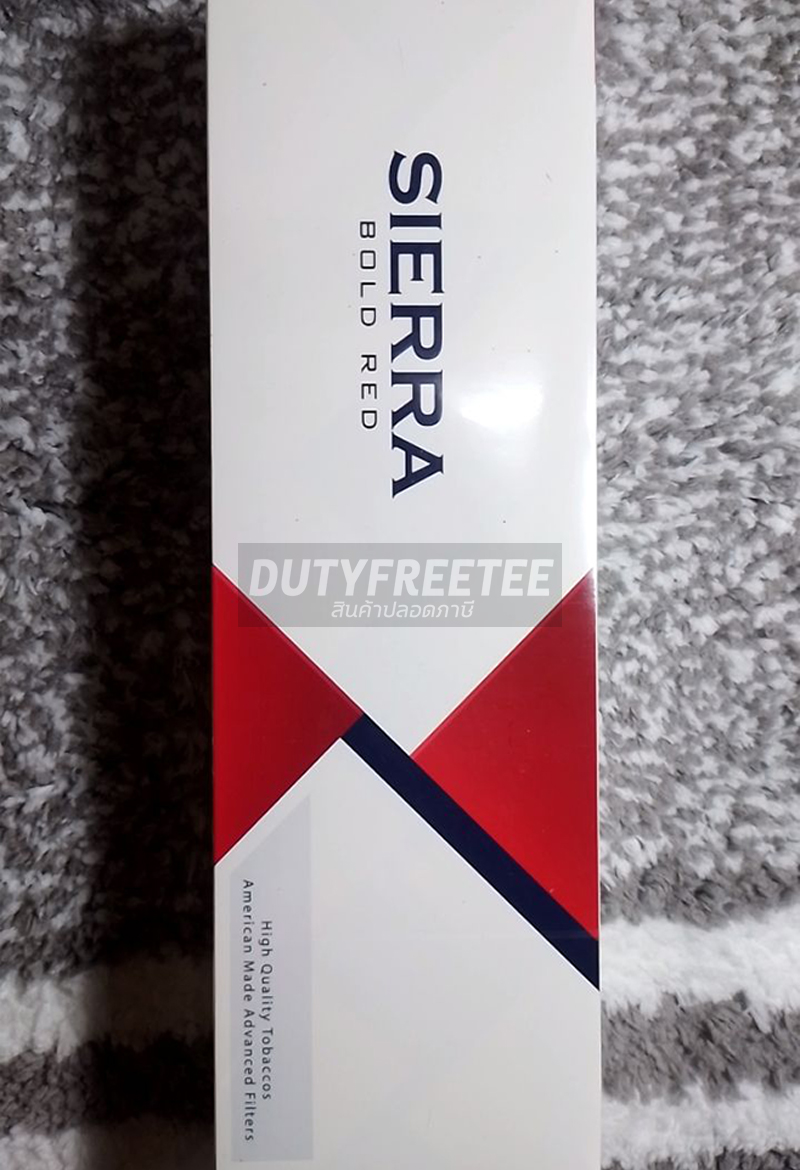 SIERRA
BOLD RED
DUTYFREETEE
สินค้าปลอดภาษี
High Quality Tobaccos
American Made Advanced Filters